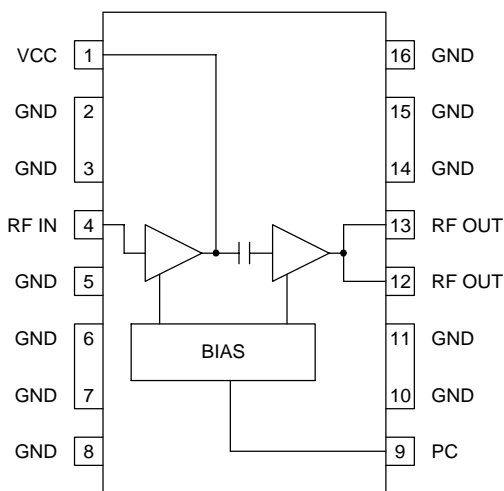 VCC 1 16 GND
GND 2 15 GND
GND 3 14 GND
RF IN 4 13 RF OUT
GND 5 12 RF OUT
GND 6 11 GND
BIAS
GND 7 10 GND
GND 8 9 PC